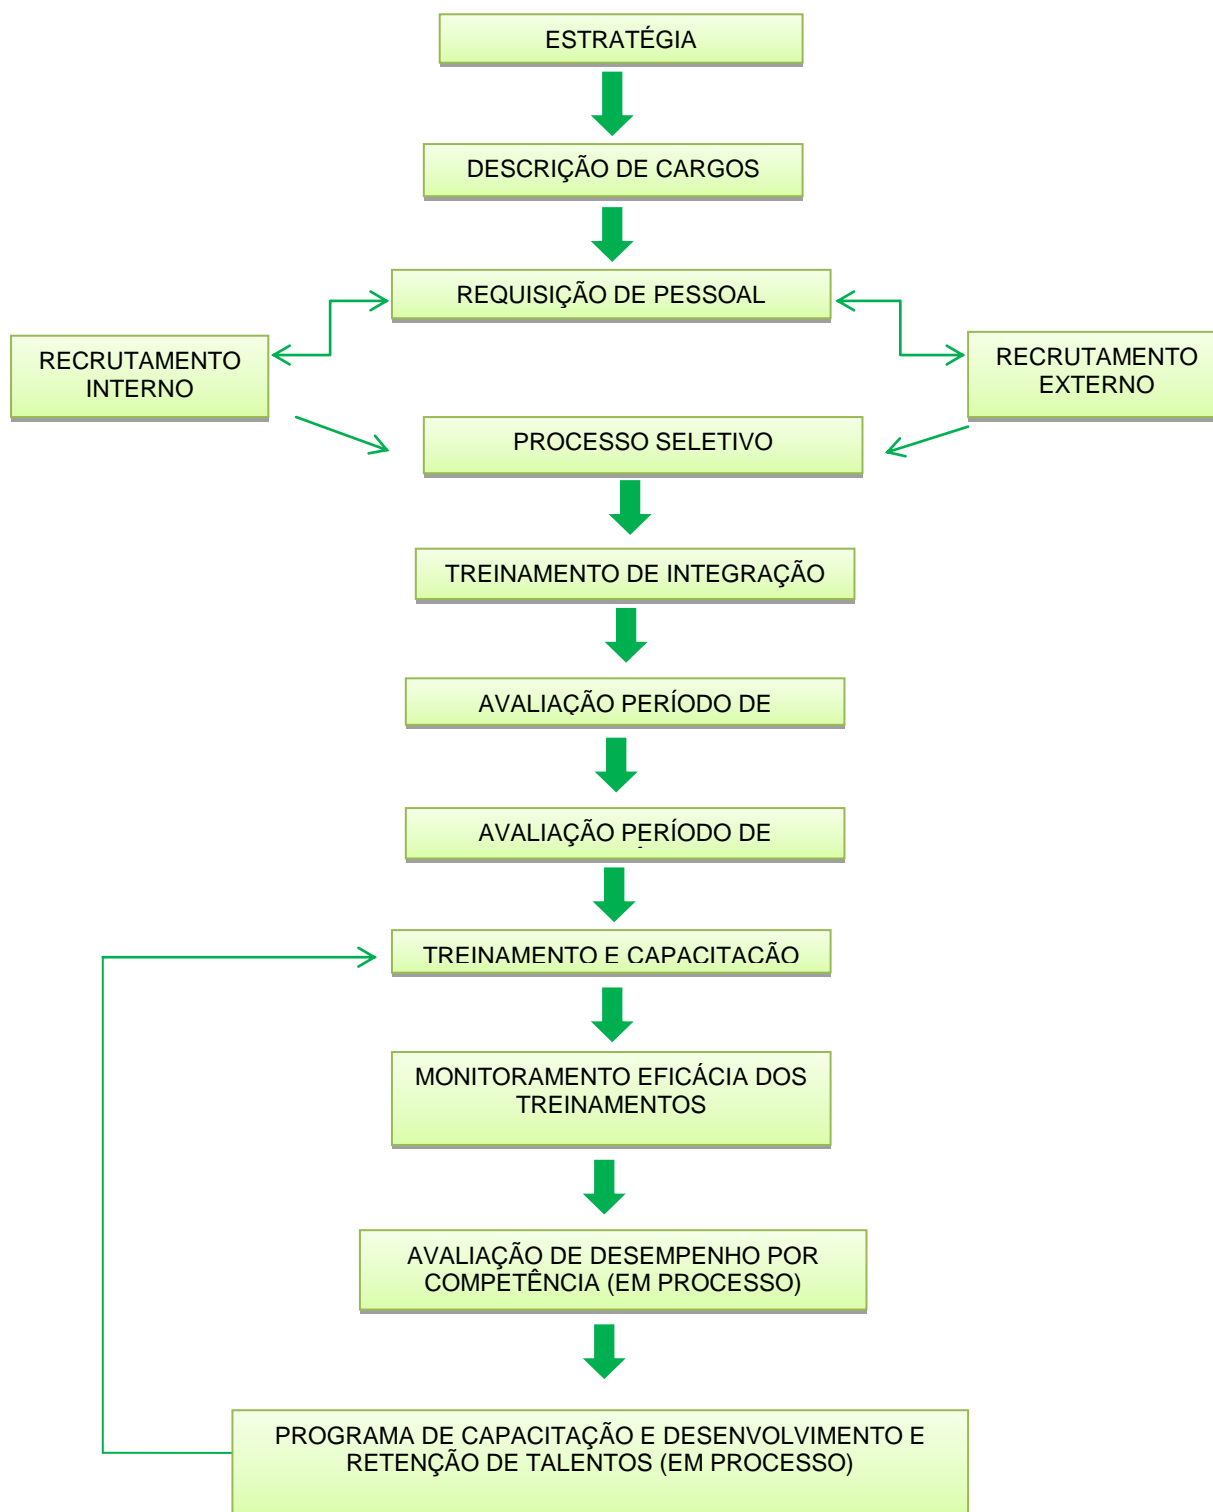 ESTRATÉGIA
DESCRIÇÃO DE CARGOS
REQUISIÇÃO DE PESSOAL
RECRUTAMENTO
INTERNO
RECRUTAMENTO
EXTERNO
PROCESSO SELETIVO
TREINAMENTO DE INTEGRAÇÃO
AVALIAÇÃO PERÍODO DE
AVALIAÇÃO PERÍODO DE
TREINAMENTO E CAPACITAÇÃO
MONITORAMENTO EFICÁCIA DOS
TREINAMENTOS
AVALIAÇÃO DE DESEMPENHO POR
COMPETÊNCIA (EM PROCESSO)
PROGRAMA DE CAPACITAÇÃO E DESENVOLVIMENTO E
RETENÇÃO DE TALENTOS (EM PROCESSO)